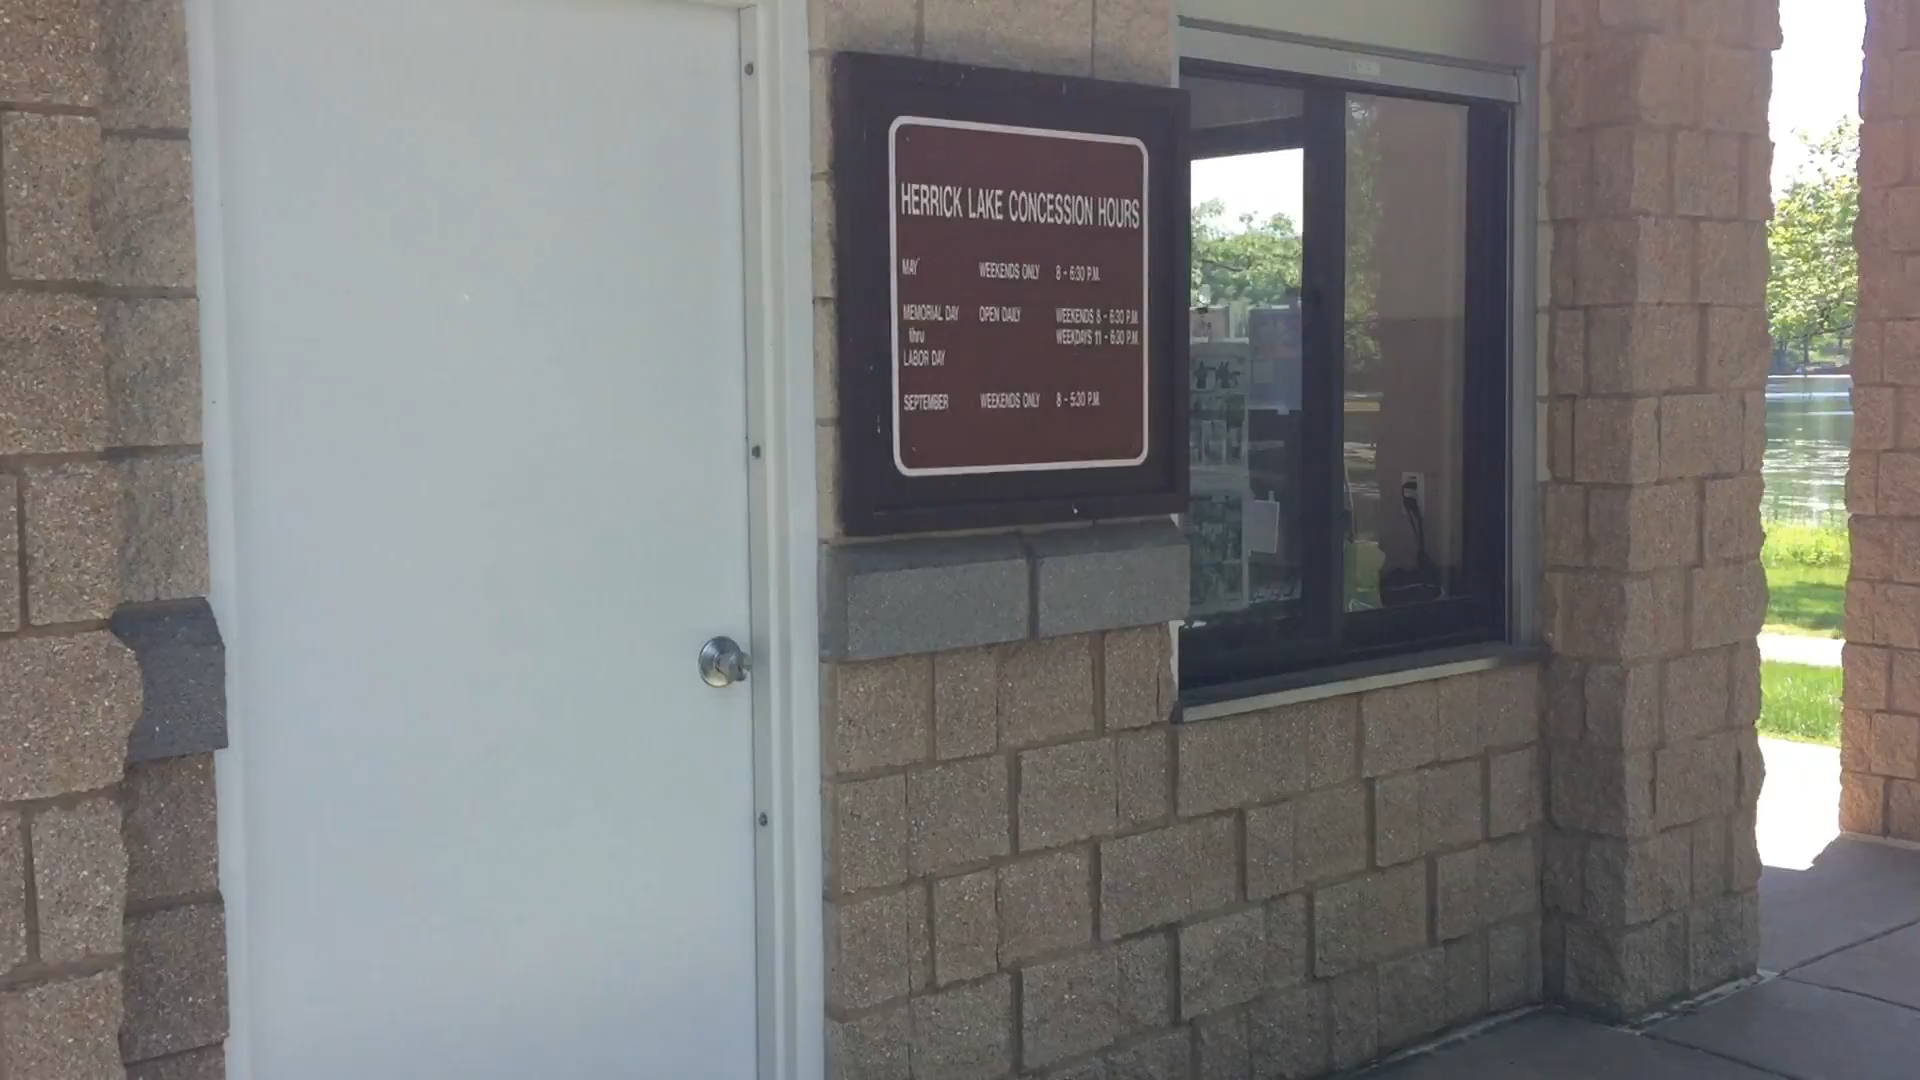 HERRICK LAKE CONCESSION HOURS
MAY WEEKENDS ONLY 8 - 6:30 P.M.
MEMORIAL DAY OPEN DAILY WEEKENDS 8 - 6:30 P.M.
thru WEEKDAYS 11 - 6:30 P.M.
LABOR DAY
SEPTEMBER WEEKENDS ONLY 8 - 5:30 P.M.